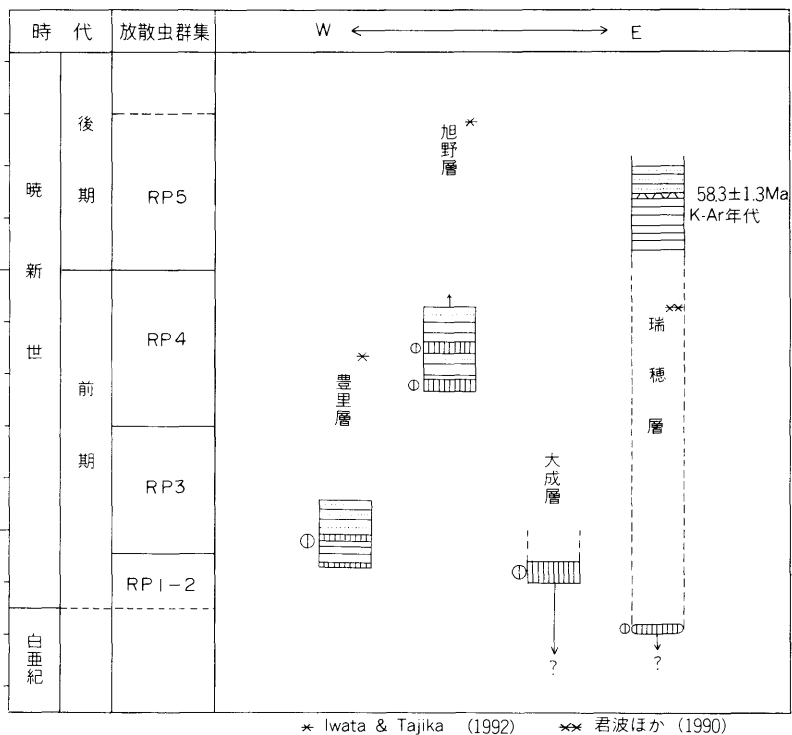 時代 放散虫群集 W E
暁新世
後期
前期
白亜紀
RP5
RP4
RP3
RP1-2
旭野層*
豊里層*
大成層
瑞穂層**
58.3±1.3Ma
K-Ar年代
?
?
* Iwata & Tajika (1992) ** 君波ほか (1990)